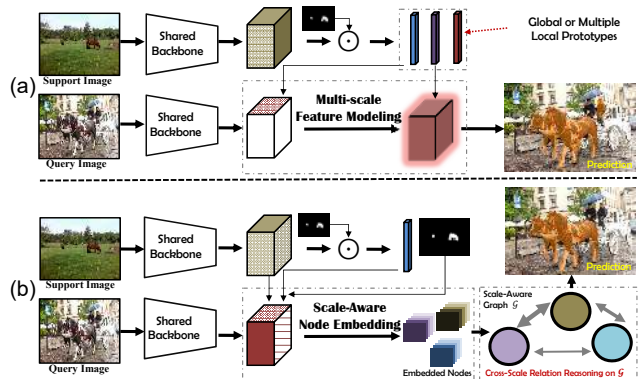 (a)
Support Image
Shared
Backbone
Global or Multiple
Local Prototypes
Query Image
Shared
Backbone
Multi-scale
Feature Modeling
Prediction
(b)
Support Image
Shared
Backbone
Query Image
Shared
Backbone
Scale-Aware
Node Embedding
Embedded Nodes
Prediction
Scale-Aware
Graph 𝒢
Cross-Scale Relation Reasoning on 𝒢